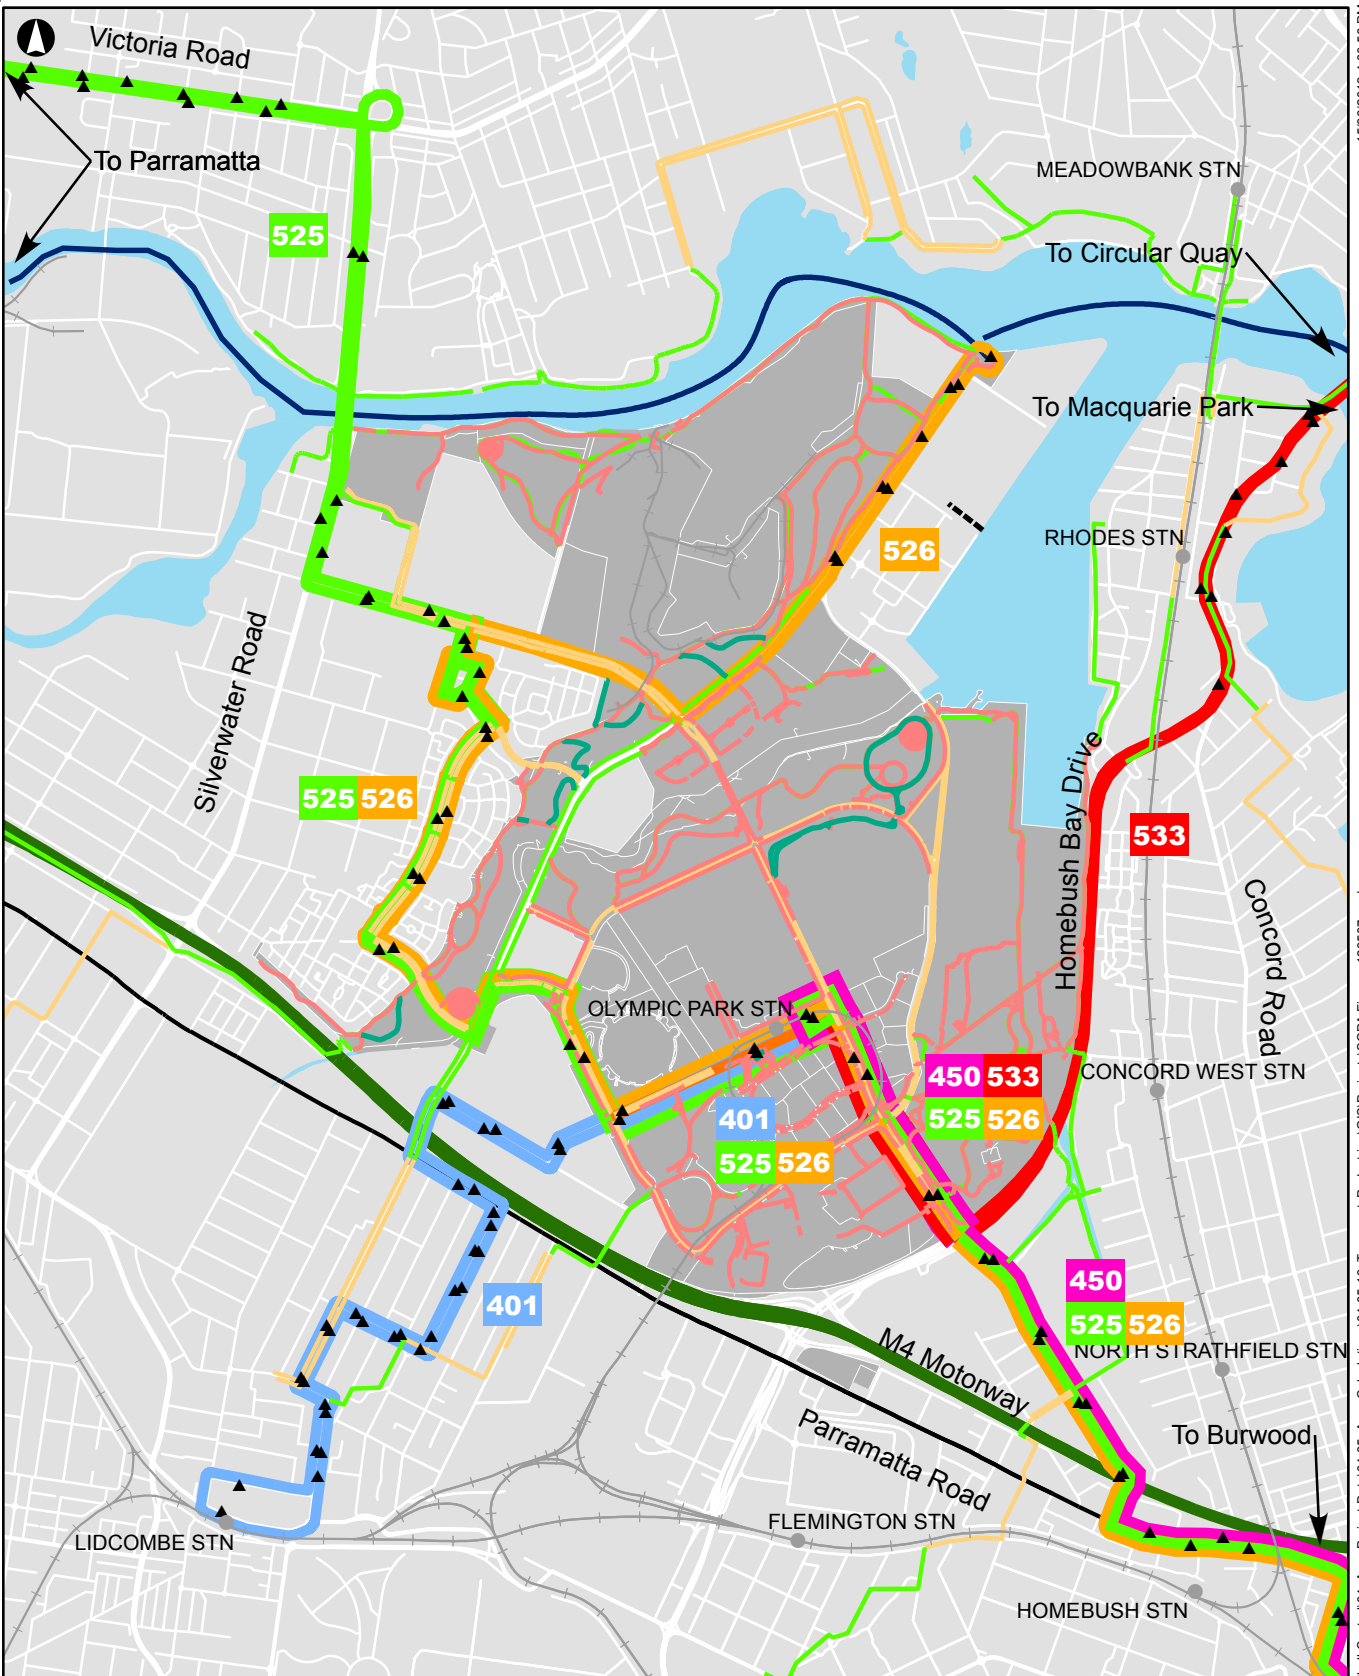 Victoria Road
To Parramatta
MEADOWBANK STN
525
To Circular Quay
To Macquarie Park
RHODES STN
526
Silverwater Road
525 526
Homebush Bay Drive
533
Concord Road
OLYMPIC PARK STN
450 533
525 526
CONCORD WEST STN
401
525 526
450
525 526
401
NORTH STRATHFIELD STN
M4 Motorway
Parramatta Road
To Burwood
FLEMINGTON STN
LIDCOMBE STN
HOMEBUSH STN